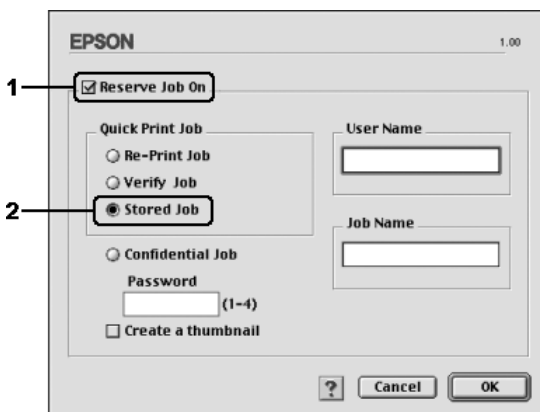 EPSON
1.00
1
Reserve Job On
Quick Print Job
Re-Print Job
Verify Job
2
Stored Job
Confidential Job
Password
(1-4)
Create a thumbnail
User Name
Job Name
?
Cancel
OK